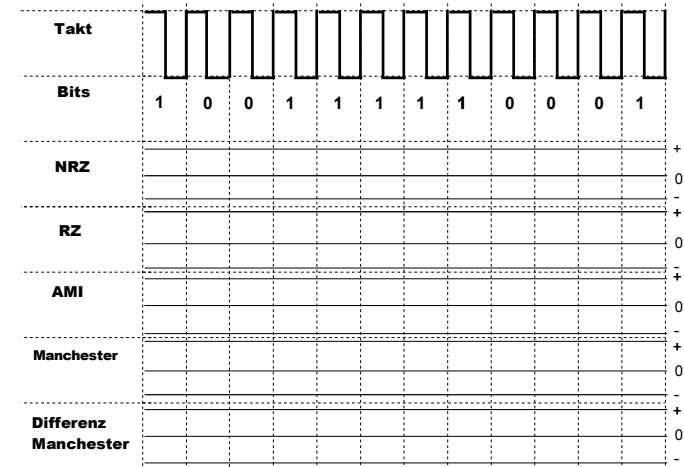 Takt
Bits
1 0 0 1 1 1 1 1 0 0 0 1
NRZ
+
0
-
RZ
+
0
-
AMI
+
0
-
Manchester
+
0
-
Differenz
Manchester
+
0
-